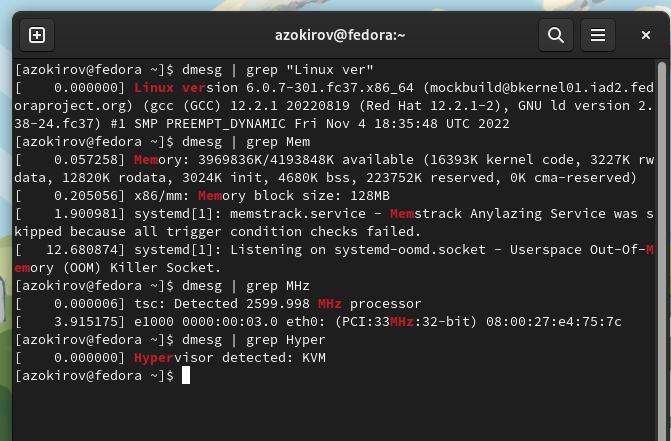 azokirov@fedora:~
[azokirov@fedora ~]$ dmesg | grep "Linux ver"
[    0.000000] Linux version 6.0.7-301.fc37.x86_64 (mockbuild@bkernel01.iad2.fed
oraproject.org) (gcc (GCC) 12.2.1 20220819 (Red Hat 12.2.1-2), GNU ld version 2.
38-24.fc37) #1 SMP PREEMPT_DYNAMIC Fri Nov 4 18:35:48 UTC 2022
[azokirov@fedora ~]$ dmesg | grep Mem
[    0.057258] Memory: 3969836K/4193848K available (16393K kernel code, 3227K rw
data, 12820K rodata, 3024K init, 4680K bss, 223752K reserved, 0K cma-reserved)
[    0.205056] x86/mm: Memory block size: 128MB
[    1.900981] systemd[1]: memstrack.service - Memstrack Anylazing Service was s
kipped because all trigger condition checks failed.
[   12.680874] systemd[1]: Listening on systemd-oomd.socket - Userspace Out-Of-M
emory (OOM) Killer Socket.
[azokirov@fedora ~]$ dmesg | grep MHz
[    0.000006] tsc: Detected 2599.998 MHz processor
[    3.915175] e1000 0000:00:03.0 eth0: (PCI:33MHz:32-bit) 08:00:27:e4:75:7c
[azokirov@fedora ~]$ dmesg | grep Hyper
[    0.000000] Hypervisor detected: KVM
[azokirov@fedora ~]$